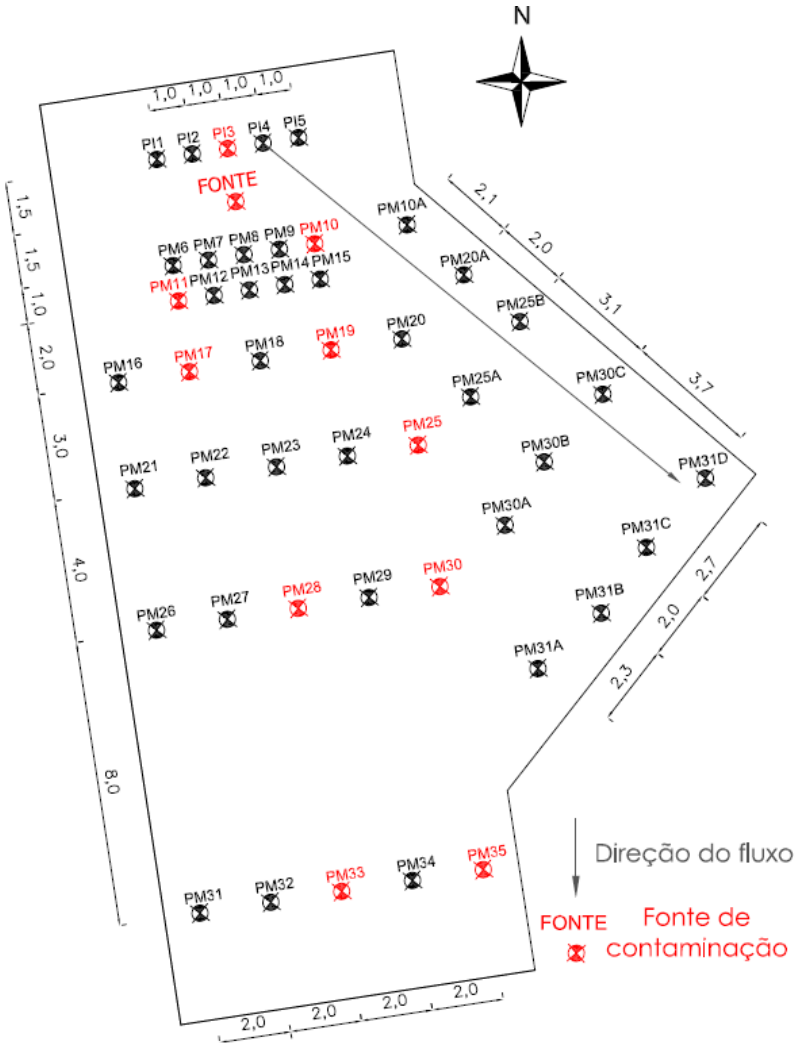 N
1,0 1,0 1,0 1,0
PI1 PI2 PI3 PI4 PI5
FONTE
PM10A
2,1
2,0
3,1
3,7
1,5
1,5
1,0
2,0
3,0
4,0
8,0
PM6 PM7 PM8 PM9 PM10
PM20A
PM11 PM12 PM13 PM14 PM15
PM25B
PM16 PM17 PM18 PM19 PM20
PM25A
PM30C
PM21 PM22 PM23 PM24 PM25
PM30B
PM31D
PM30A
PM31C
PM26 PM27 PM28 PM29 PM30
PM31B
PM31A
2,7
2,0
2,3
PM31 PM32 PM33 PM34 PM35
2,0 2,0 2,0 2,0
Direção do fluxo
FONTE
Fonte de
contaminação